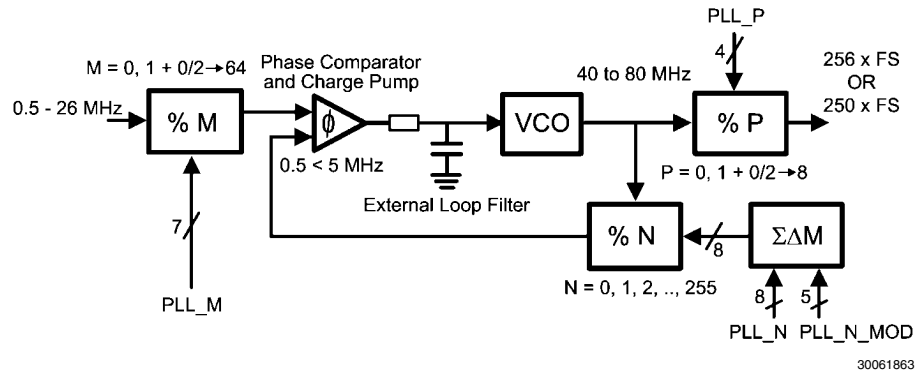 PLL_P
4
Phase Comparator
and Charge Pump
M = 0, 1 + 0/2→64
40 to 80 MHz
256 x FS
OR
250 x FS
0.5 - 26 MHz
% M
ϕ
VCO
% P
0.5 < 5 MHz
P = 0, 1 + 0/2→8
External Loop Filter
7
% N
8
ΣΔM
N = 0, 1, 2, .., 255
8
5
PLL_M
PLL_N
PLL_N_MOD
30061863